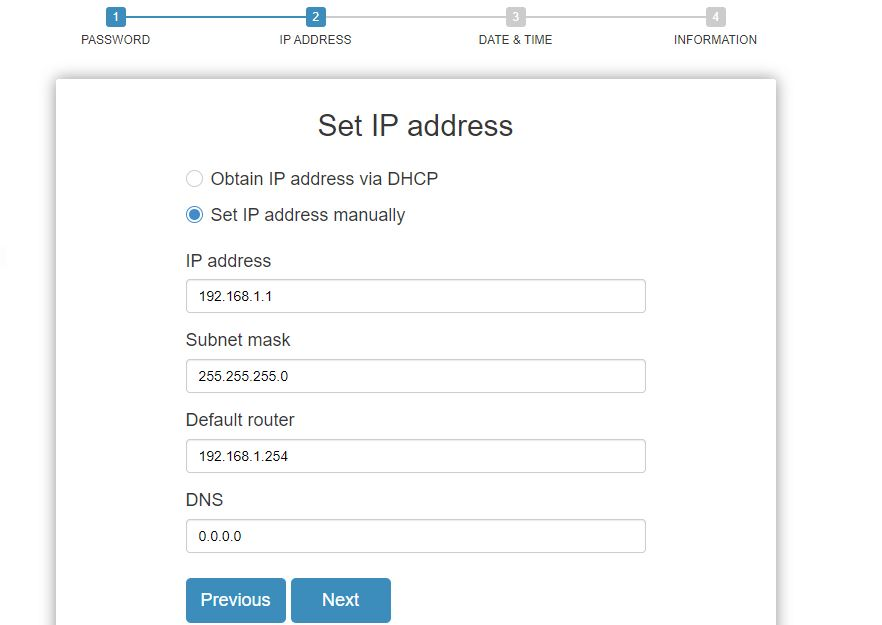 1 2 3 4
PASSWORD IP ADDRESS DATE & TIME INFORMATION
Set IP address
Obtain IP address via DHCP
Set IP address manually
IP address
192.168.1.1
Subnet mask
255.255.255.0
Default router
192.168.1.254
DNS
0.0.0.0
Previous Next